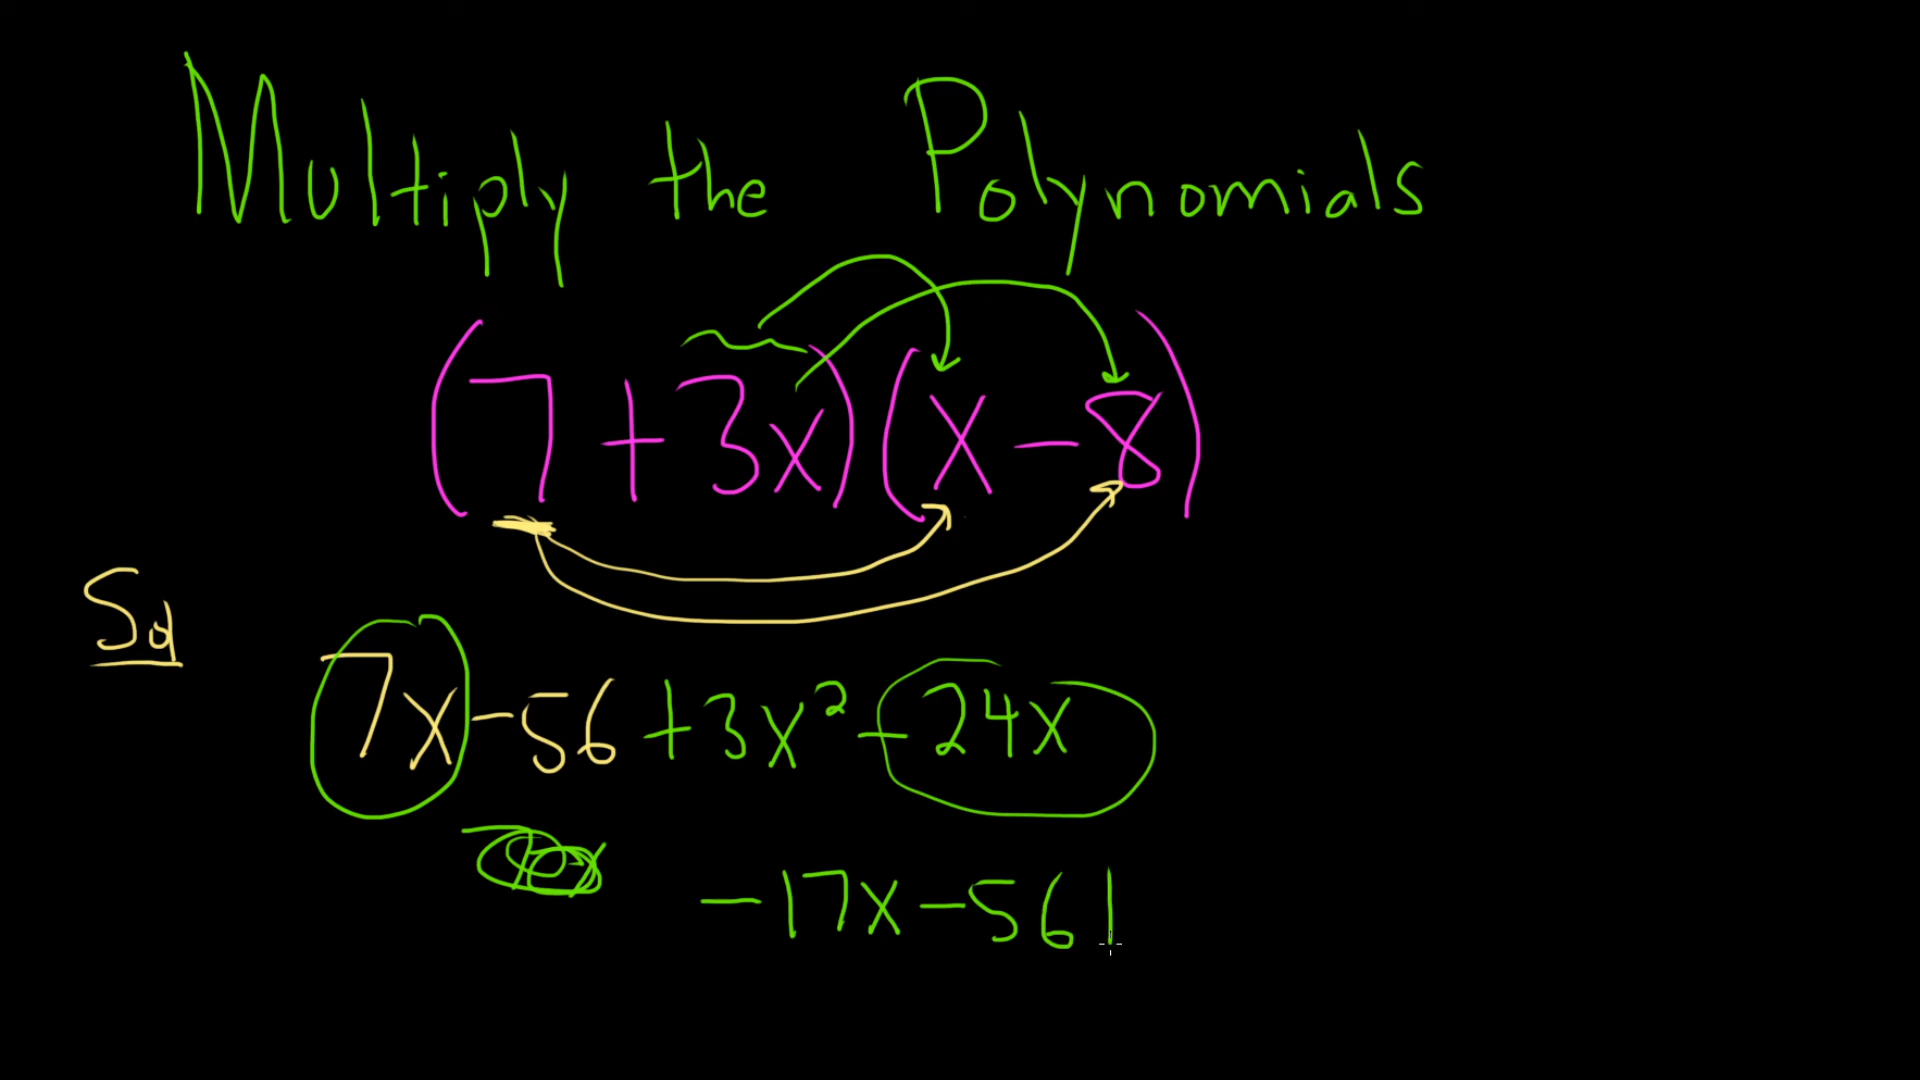 Multiply the Polynomials
(7+3x)(x-8)
Sol
7x-56+3x²-24x
-17x-56